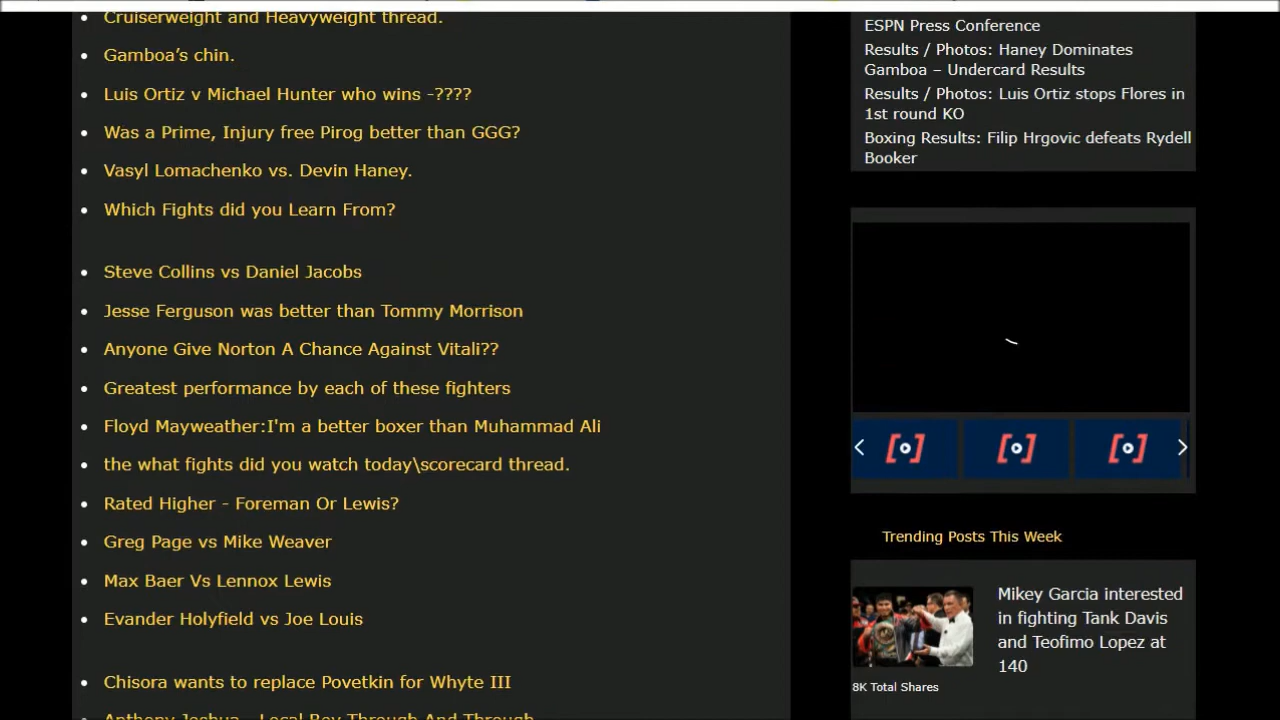 Cruiserweight and Heavyweight thread.
Gamboa’s chin.
Luis Ortiz v Michael Hunter who wins -????
Was a Prime, Injury free Pirog better than GGG?
Vasyl Lomachenko vs. Devin Haney.
Which Fights did you Learn From?
Steve Collins vs Daniel Jacobs
Jesse Ferguson was better than Tommy Morrison
Anyone Give Norton A Chance Against Vitali??
Greatest performance by each of these fighters
Floyd Mayweather:I'm a better boxer than Muhammad Ali
the what fights did you watch today\scorecard thread.
Rated Higher - Foreman Or Lewis?
Greg Page vs Mike Weaver
Max Baer Vs Lennox Lewis
Evander Holyfield vs Joe Louis
Chisora wants to replace Povetkin for Whyte III
Anthony Joshua - Local Boy Through And Through
ESPN Press Conference
Results / Photos: Haney Dominates
Gamboa – Undercard Results
Results / Photos: Luis Ortiz stops Flores in
1st round KO
Boxing Results: Filip Hrgovic defeats Rydell
Booker
Trending Posts This Week
Mikey Garcia interested
in fighting Tank Davis
and Teofimo Lopez at
140
8K Total Shares